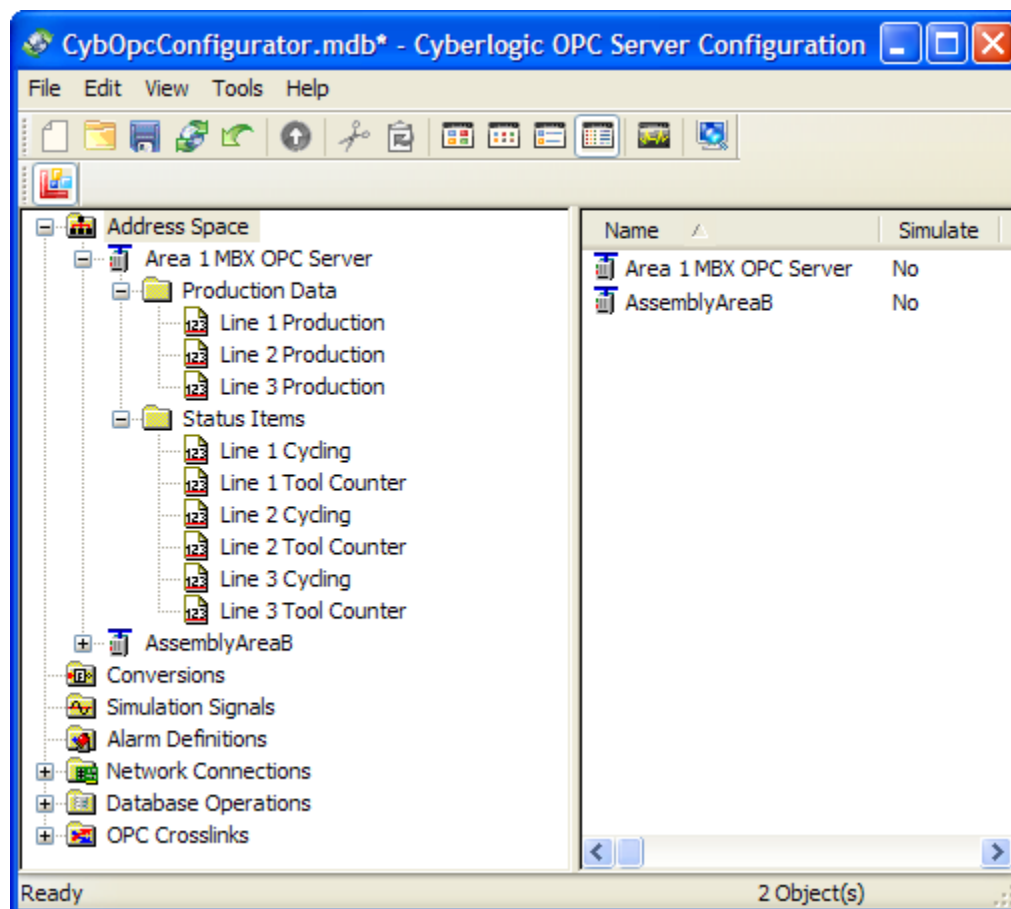 CybOpcConfigurator.mdb* - Cyberlogic OPC Server Configuration
File Edit View Tools Help
Address Space
Area 1 MBX OPC Server
Production Data
Line 1 Production
Line 2 Production
Line 3 Production
Status Items
Line 1 Cycling
Line 1 Tool Counter
Line 2 Cycling
Line 2 Tool Counter
Line 3 Cycling
Line 3 Tool Counter
AssemblyAreaB
Conversions
Simulation Signals
Alarm Definitions
Network Connections
Database Operations
OPC Crosslinks
Name Simulate
Area 1 MBX OPC Server No
AssemblyAreaB No
Ready 2 Object(s)